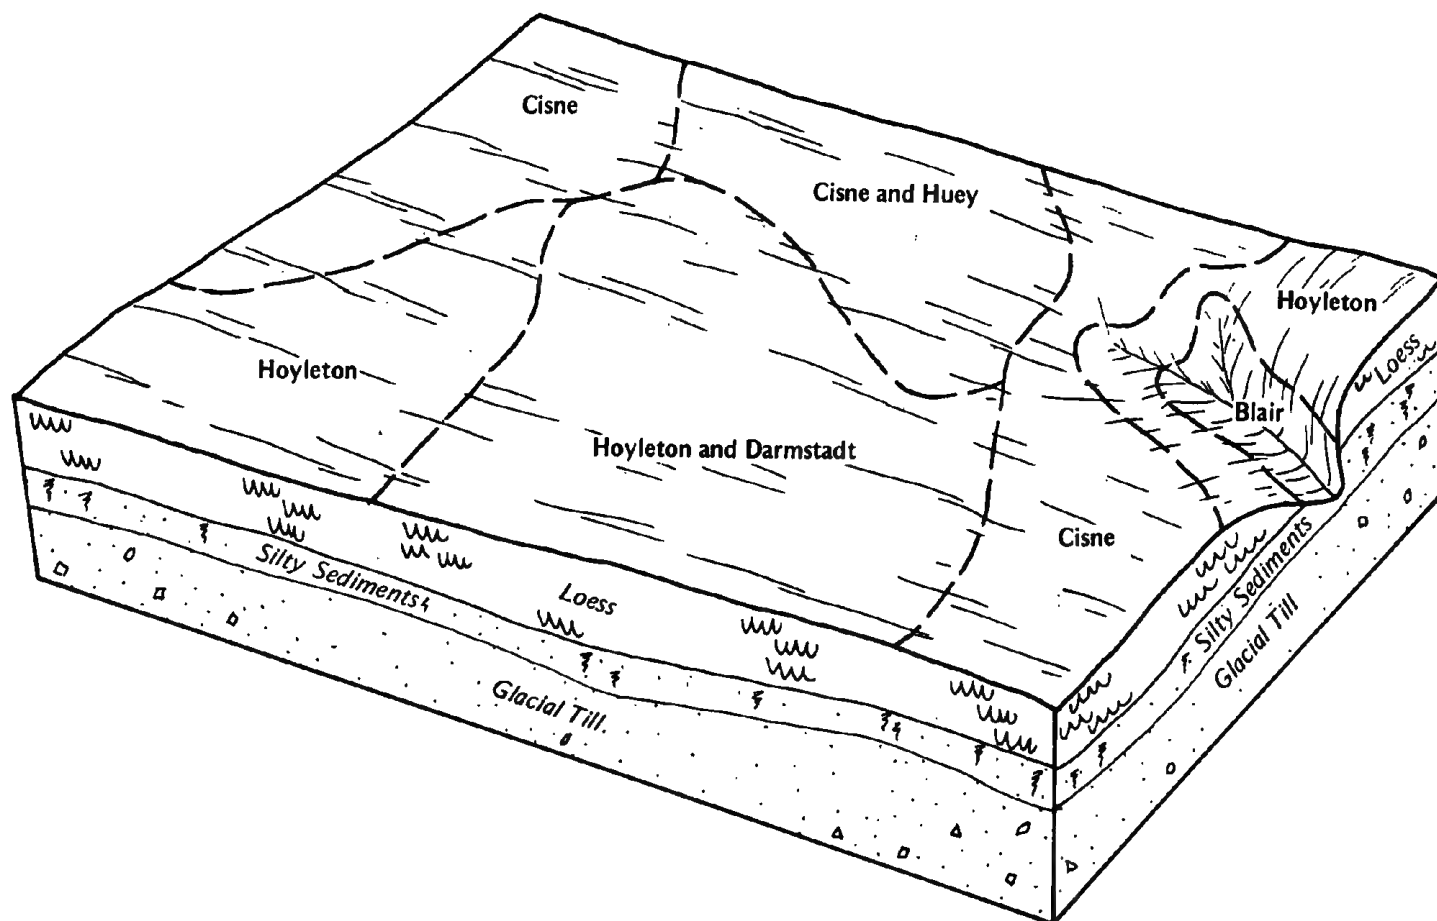 Cisne
Cisne and Huey
Hoyleton
Hoyleton
Loess
Blair
Hoyleton and Darmstadt
Cisne
Silty Sediments
Loess
Silty Sediments
Glacial Till
Glacial Till